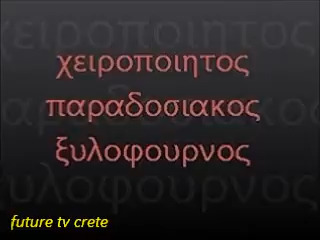 χειροποιητος
παραδοσιακος
ξυλοφουρνος
future tv crete